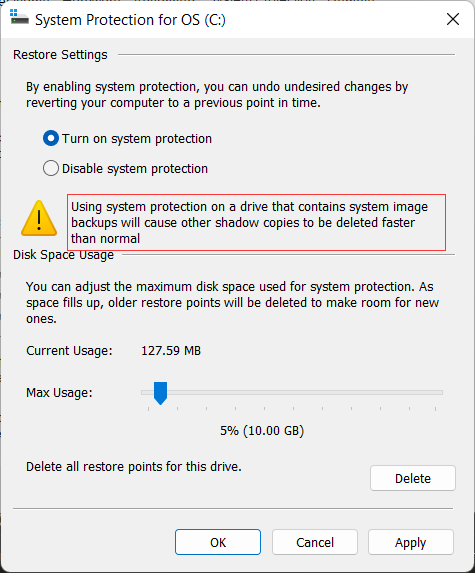 System Protection for OS (C:)
Restore Settings
By enabling system protection, you can undo undesired changes by
reverting your computer to a previous point in time.
Turn on system protection
Disable system protection
Using system protection on a drive that contains system image
backups will cause other shadow copies to be deleted faster
than normal
Disk Space Usage
You can adjust the maximum disk space used for system protection. As
space fills up, older restore points will be deleted to make room for new
ones.
Current Usage: 127.59 MB
Max Usage:
5% (10.00 GB)
Delete all restore points for this drive.
Delete
OK Cancel Apply